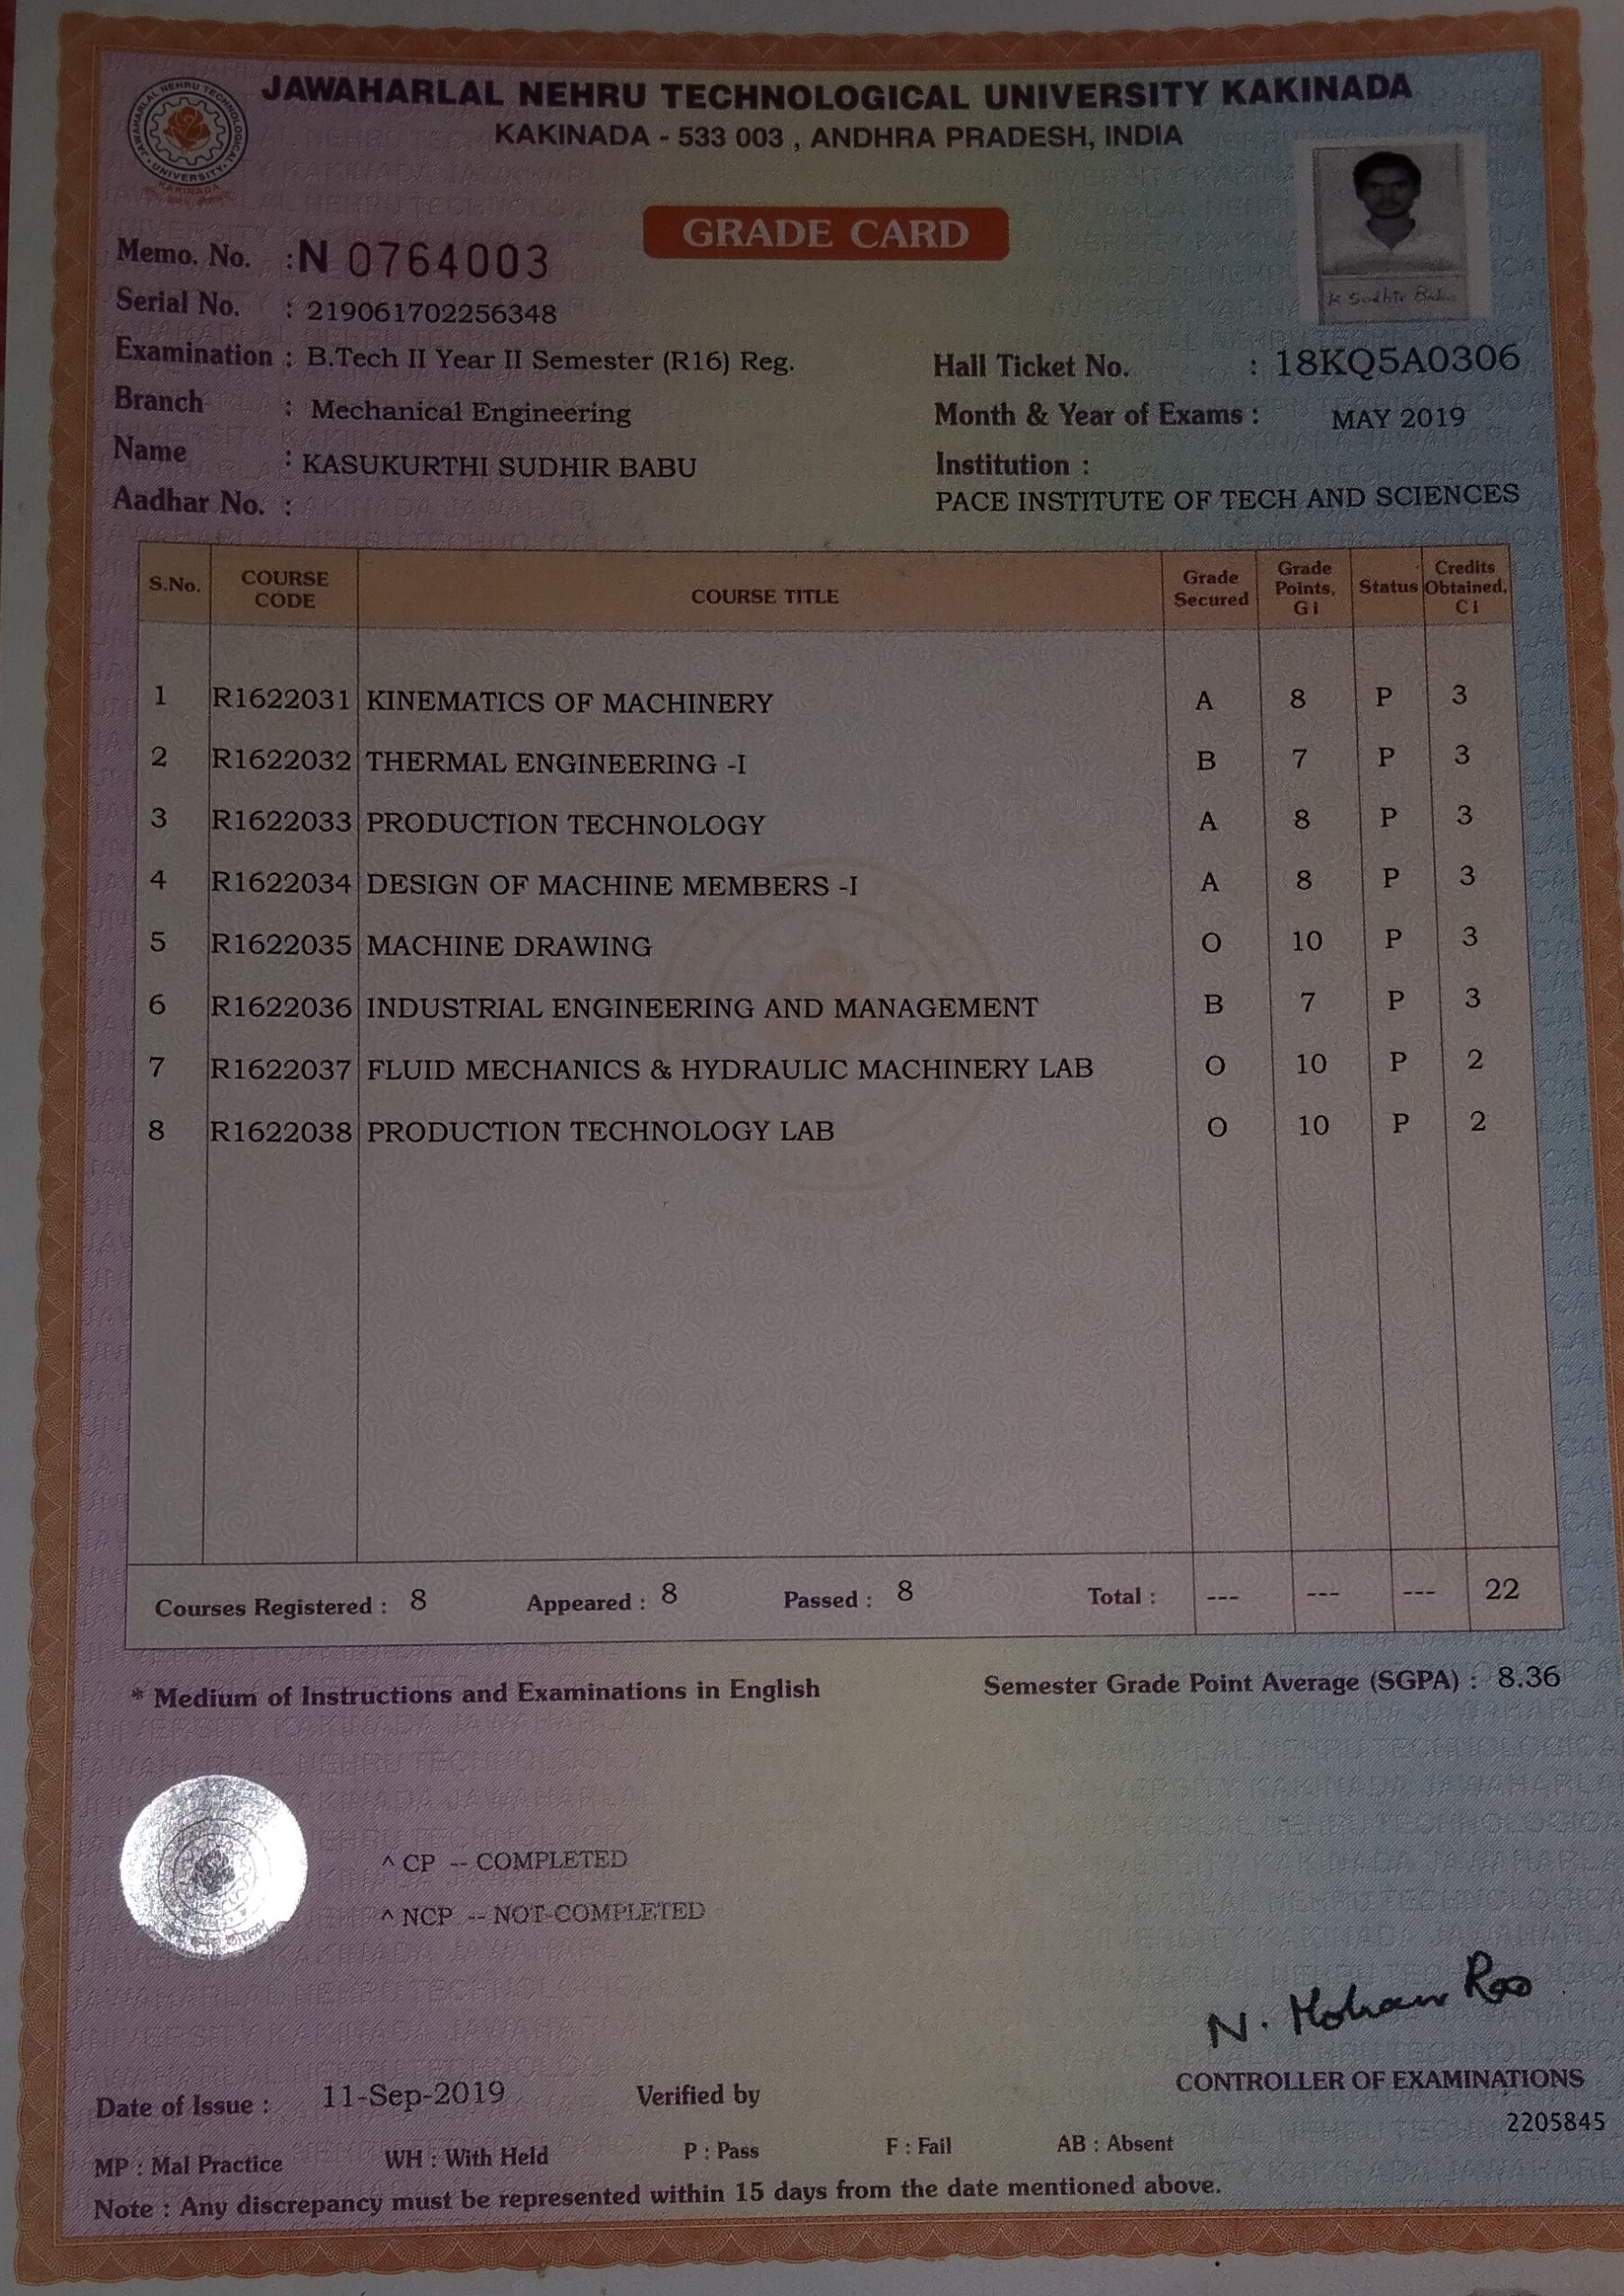 JAWAHARLAL NEHRU TECHNOLOGICAL UNIVERSITY KAKINADA
KAKINADA - 533 003 , ANDHRA PRADESH, INDIA
JAWAHARLAL NEHRU TECHNOLOGICAL UNIVERSITY
KAKINADA
GRADE CARD
K Sudhir Babu
Memo. No. : N 0764003
Serial No. : 219061702256348
Examination : B.Tech II Year II Semester (R16) Reg.
Hall Ticket No. : 18KQ5A0306
Branch : Mechanical Engineering
Month & Year of Exams : MAY 2019
Name : KASUKURTHI SUDHIR BABU
Institution :
Aadhar No. :
PACE INSTITUTE OF TECH AND SCIENCES
S.No. COURSE CODE COURSE TITLE Grade Secured Grade Points, G i Status Credits Obtained, C i
1 R1622031 KINEMATICS OF MACHINERY A 8 P 3
2 R1622032 THERMAL ENGINEERING -I B 7 P 3
3 R1622033 PRODUCTION TECHNOLOGY A 8 P 3
4 R1622034 DESIGN OF MACHINE MEMBERS -I A 8 P 3
5 R1622035 MACHINE DRAWING O 10 P 3
6 R1622036 INDUSTRIAL ENGINEERING AND MANAGEMENT B 7 P 3
7 R1622037 FLUID MECHANICS & HYDRAULIC MACHINERY LAB O 10 P 2
8 R1622038 PRODUCTION TECHNOLOGY LAB O 10 P 2
Courses Registered : 8 Appeared : 8 Passed : 8 Total : --- --- --- 22
* Medium of Instructions and Examinations in English
Semester Grade Point Average (SGPA) : 8.36
^ CP -- COMPLETED
^ NCP -- NOT COMPLETED
N. Mohan Rao
CONTROLLER OF EXAMINATIONS
Date of Issue : 11-Sep-2019 Verified by
2205845
MP : Mal Practice WH : With Held P : Pass F : Fail AB : Absent
Note : Any discrepancy must be represented within 15 days from the date mentioned above.